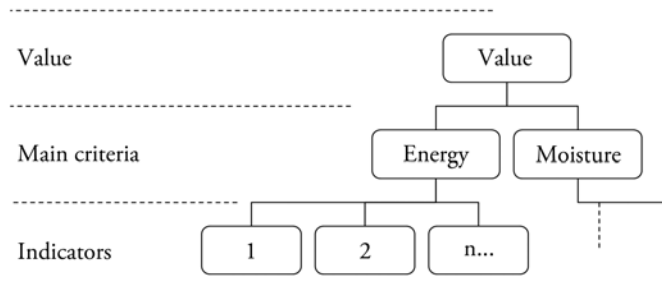 Value
Value
Main criteria
Energy
Moisture
Indicators
1
2
n...